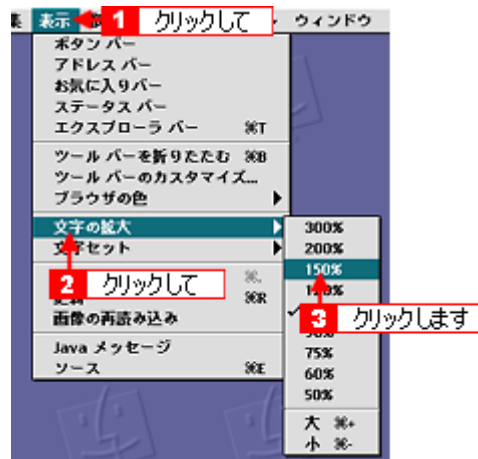 表示
1 クリックして
ウィンドウ
ボタン バー
アドレス バー
お気に入りバー
ステータス バー
エクスプローラ バー ⌘T
ツール バーを折りたたむ ⌘B
ツール バーのカスタマイズ...
ブラウザの色
文字の拡大
文字セット
2 クリックして
⌘.
⌘R
画像の再読み込み
Java メッセージ
ソース ⌘E
300%
200%
150%
3 クリックします
75%
60%
50%
大 ⌘+
小 ⌘-